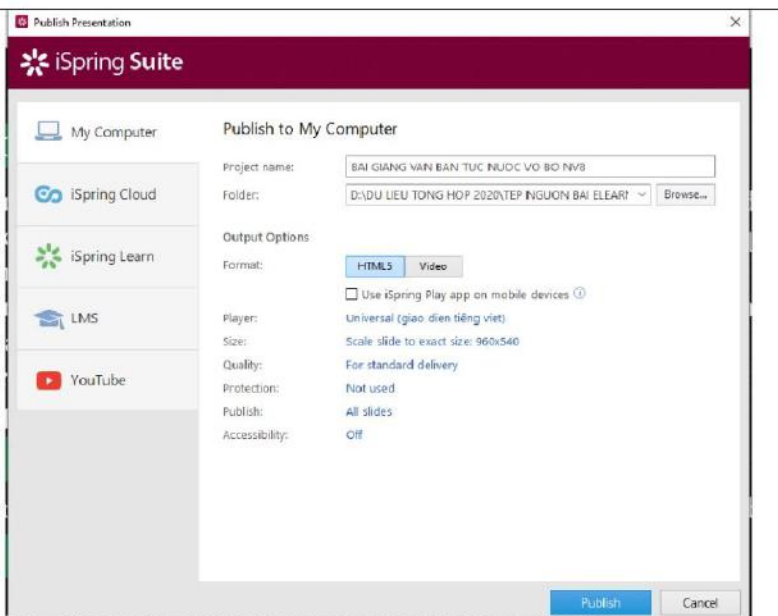 Publish Presentation
iSpring Suite
My Computer
iSpring Cloud
iSpring Learn
LMS
YouTube
Publish to My Computer
Project name: BAI GIANG VAN BAN TUC NUOC VO BO NV8
Folder: D:\DU LIEU TONG HOP 2020\TEP NGUON BAI ELEARN Browse...
Output Options
Format: HTML5 Video
Use iSpring Play app on mobile devices
Player: Universal (giao dien tiếng viet)
Size: Scale slide to exact size: 960x540
Quality: For standard delivery
Protection: Not used
Publish: All slides
Accessibility: Off
Publish Cancel